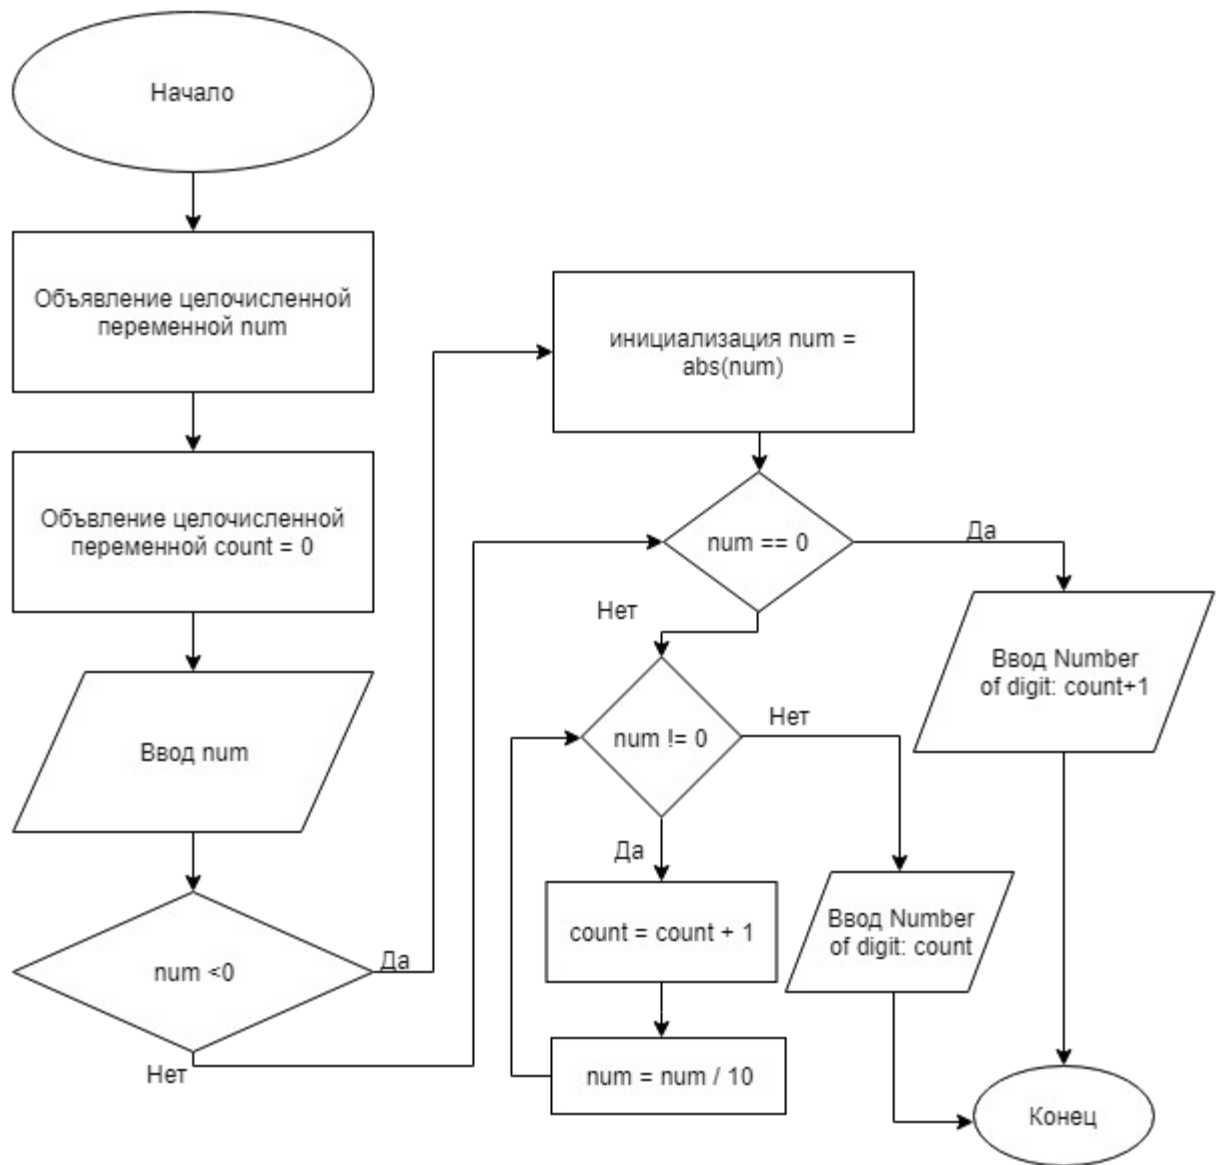 Начало
Объявление целочисленной
переменной num
Объвление целочисленной
переменной count = 0
Ввод num
num <0
Да
Нет
инициализация num =
abs(num)
num == 0
Да
Нет
Ввод Number
of digit: count+1
num != 0
Нет
Да
count = count + 1
num = num / 10
Ввод Number
of digit: count
Конец